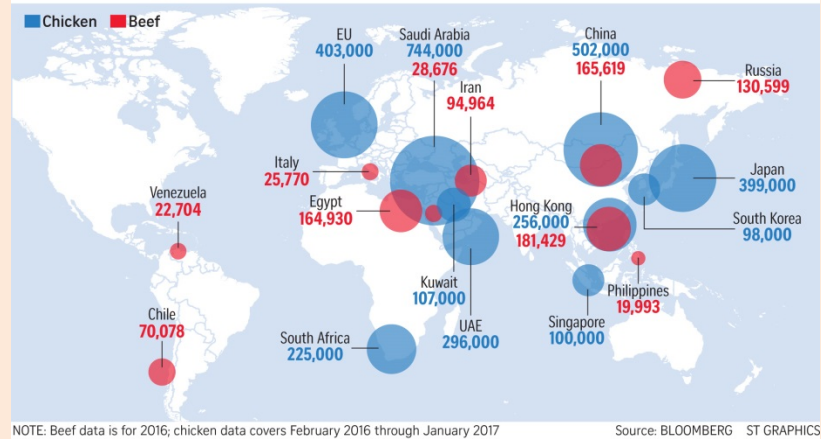 Chicken Beef
EU
403,000
Saudi Arabia
744,000
28,676
Iran
94,964
China
502,000
165,619
Russia
130,599
Italy
25,770
Egypt
164,930
Venezuela
22,704
Hong Kong
256,000
181,429
Japan
399,000
South Korea
98,000
Kuwait
107,000
Philippines
19,993
Chile
70,078
South Africa
225,000
UAE
296,000
Singapore
100,000
NOTE: Beef data is for 2016; chicken data covers February 2016 through January 2017
Source: BLOOMBERG ST GRAPHICS